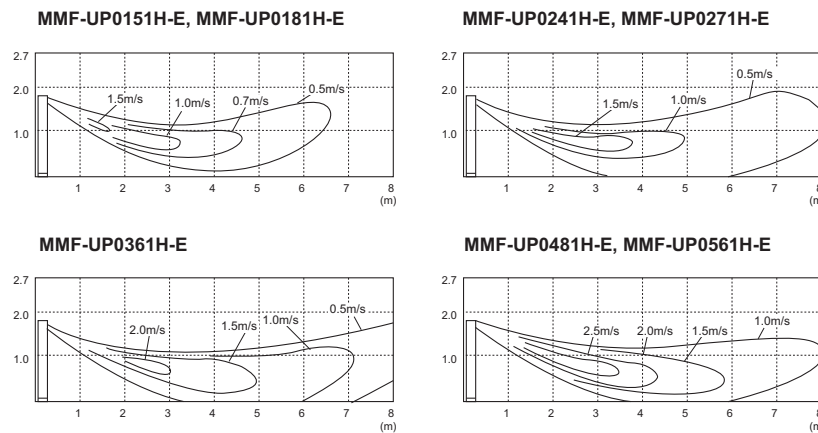 MMF-UP0151H-E, MMF-UP0181H-E
2.7
2.0
1.0
1.5m/s
1.0m/s
0.7m/s
0.5m/s
1 2 3 4 5 6 7 8
(m)
MMF-UP0241H-E, MMF-UP0271H-E
2.7
2.0
1.0
1.5m/s
1.0m/s
0.5m/s
1 2 3 4 5 6 7 8
(m)
MMF-UP0361H-E
2.7
2.0
1.0
2.0m/s
1.5m/s
1.0m/s
0.5m/s
1 2 3 4 5 6 7 8
(m)
MMF-UP0481H-E, MMF-UP0561H-E
2.7
2.0
1.0
2.5m/s
2.0m/s
1.5m/s
1.0m/s
1 2 3 4 5 6 7 8